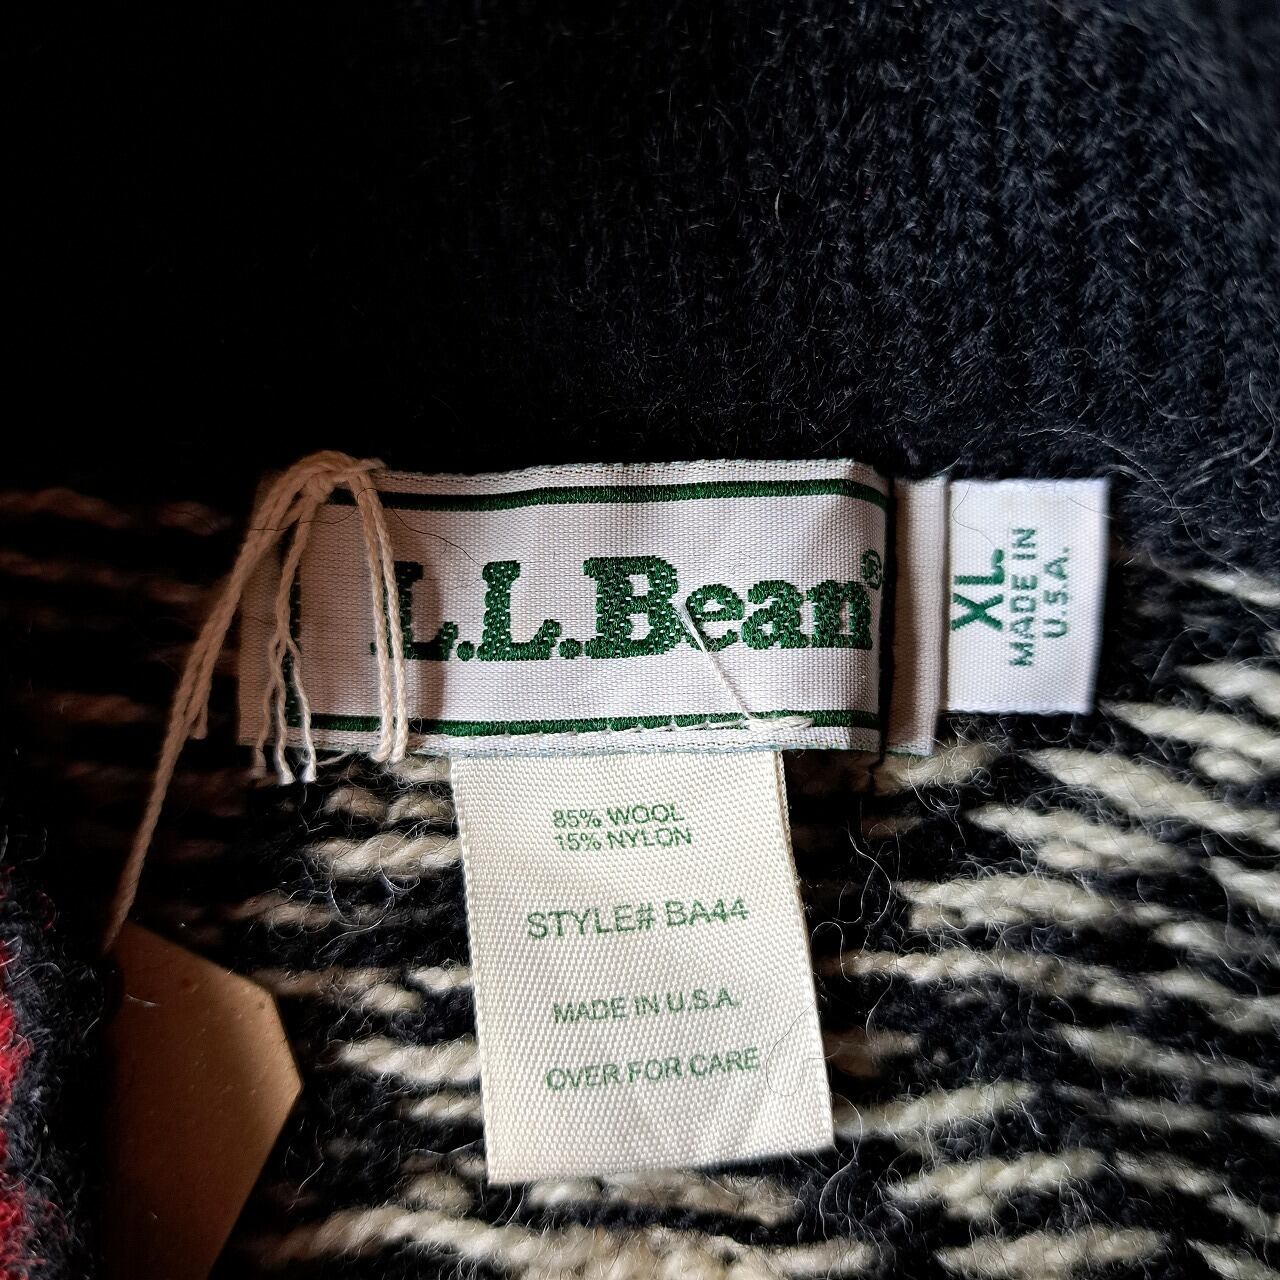 L.L.Bean®
XL
MADE IN
U.S.A.
85% WOOL
15% NYLON
STYLE# BA44
MADE IN U.S.A.
OVER FOR CARE